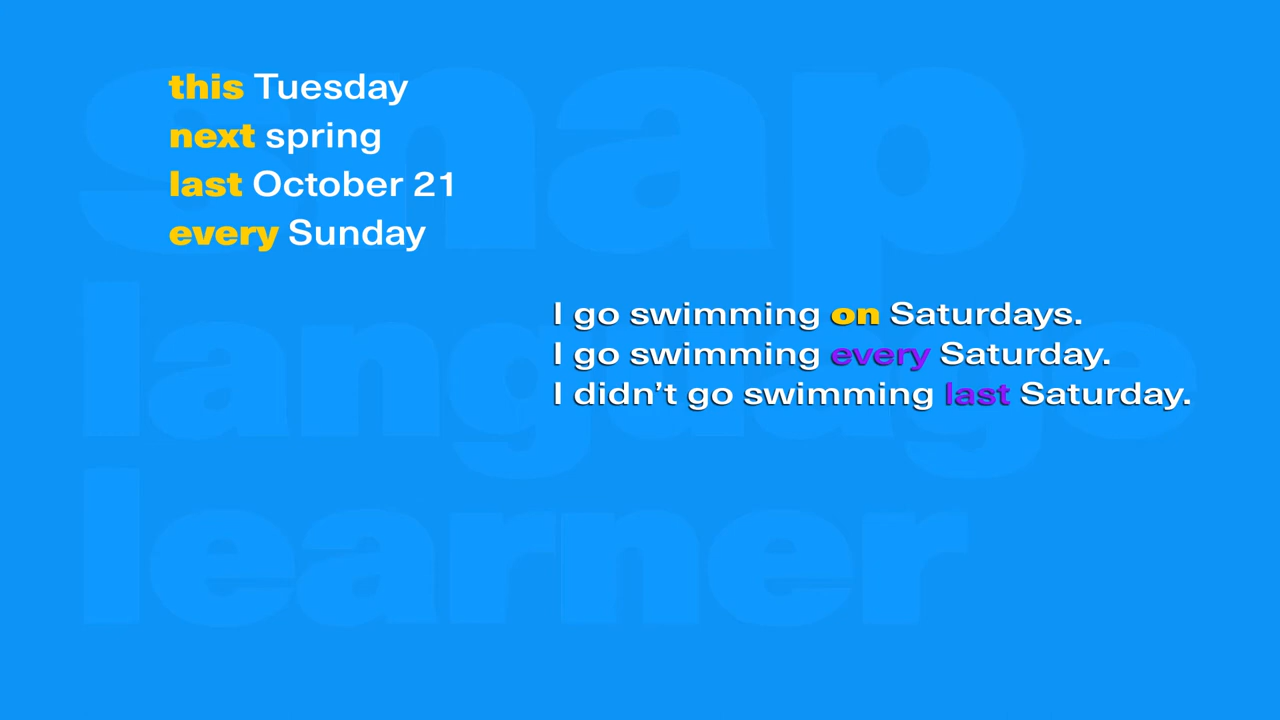 snap
language
learner
this Tuesday
next spring
last October 21
every Sunday
I go swimming on Saturdays.
I go swimming every Saturday.
I didn’t go swimming last Saturday.